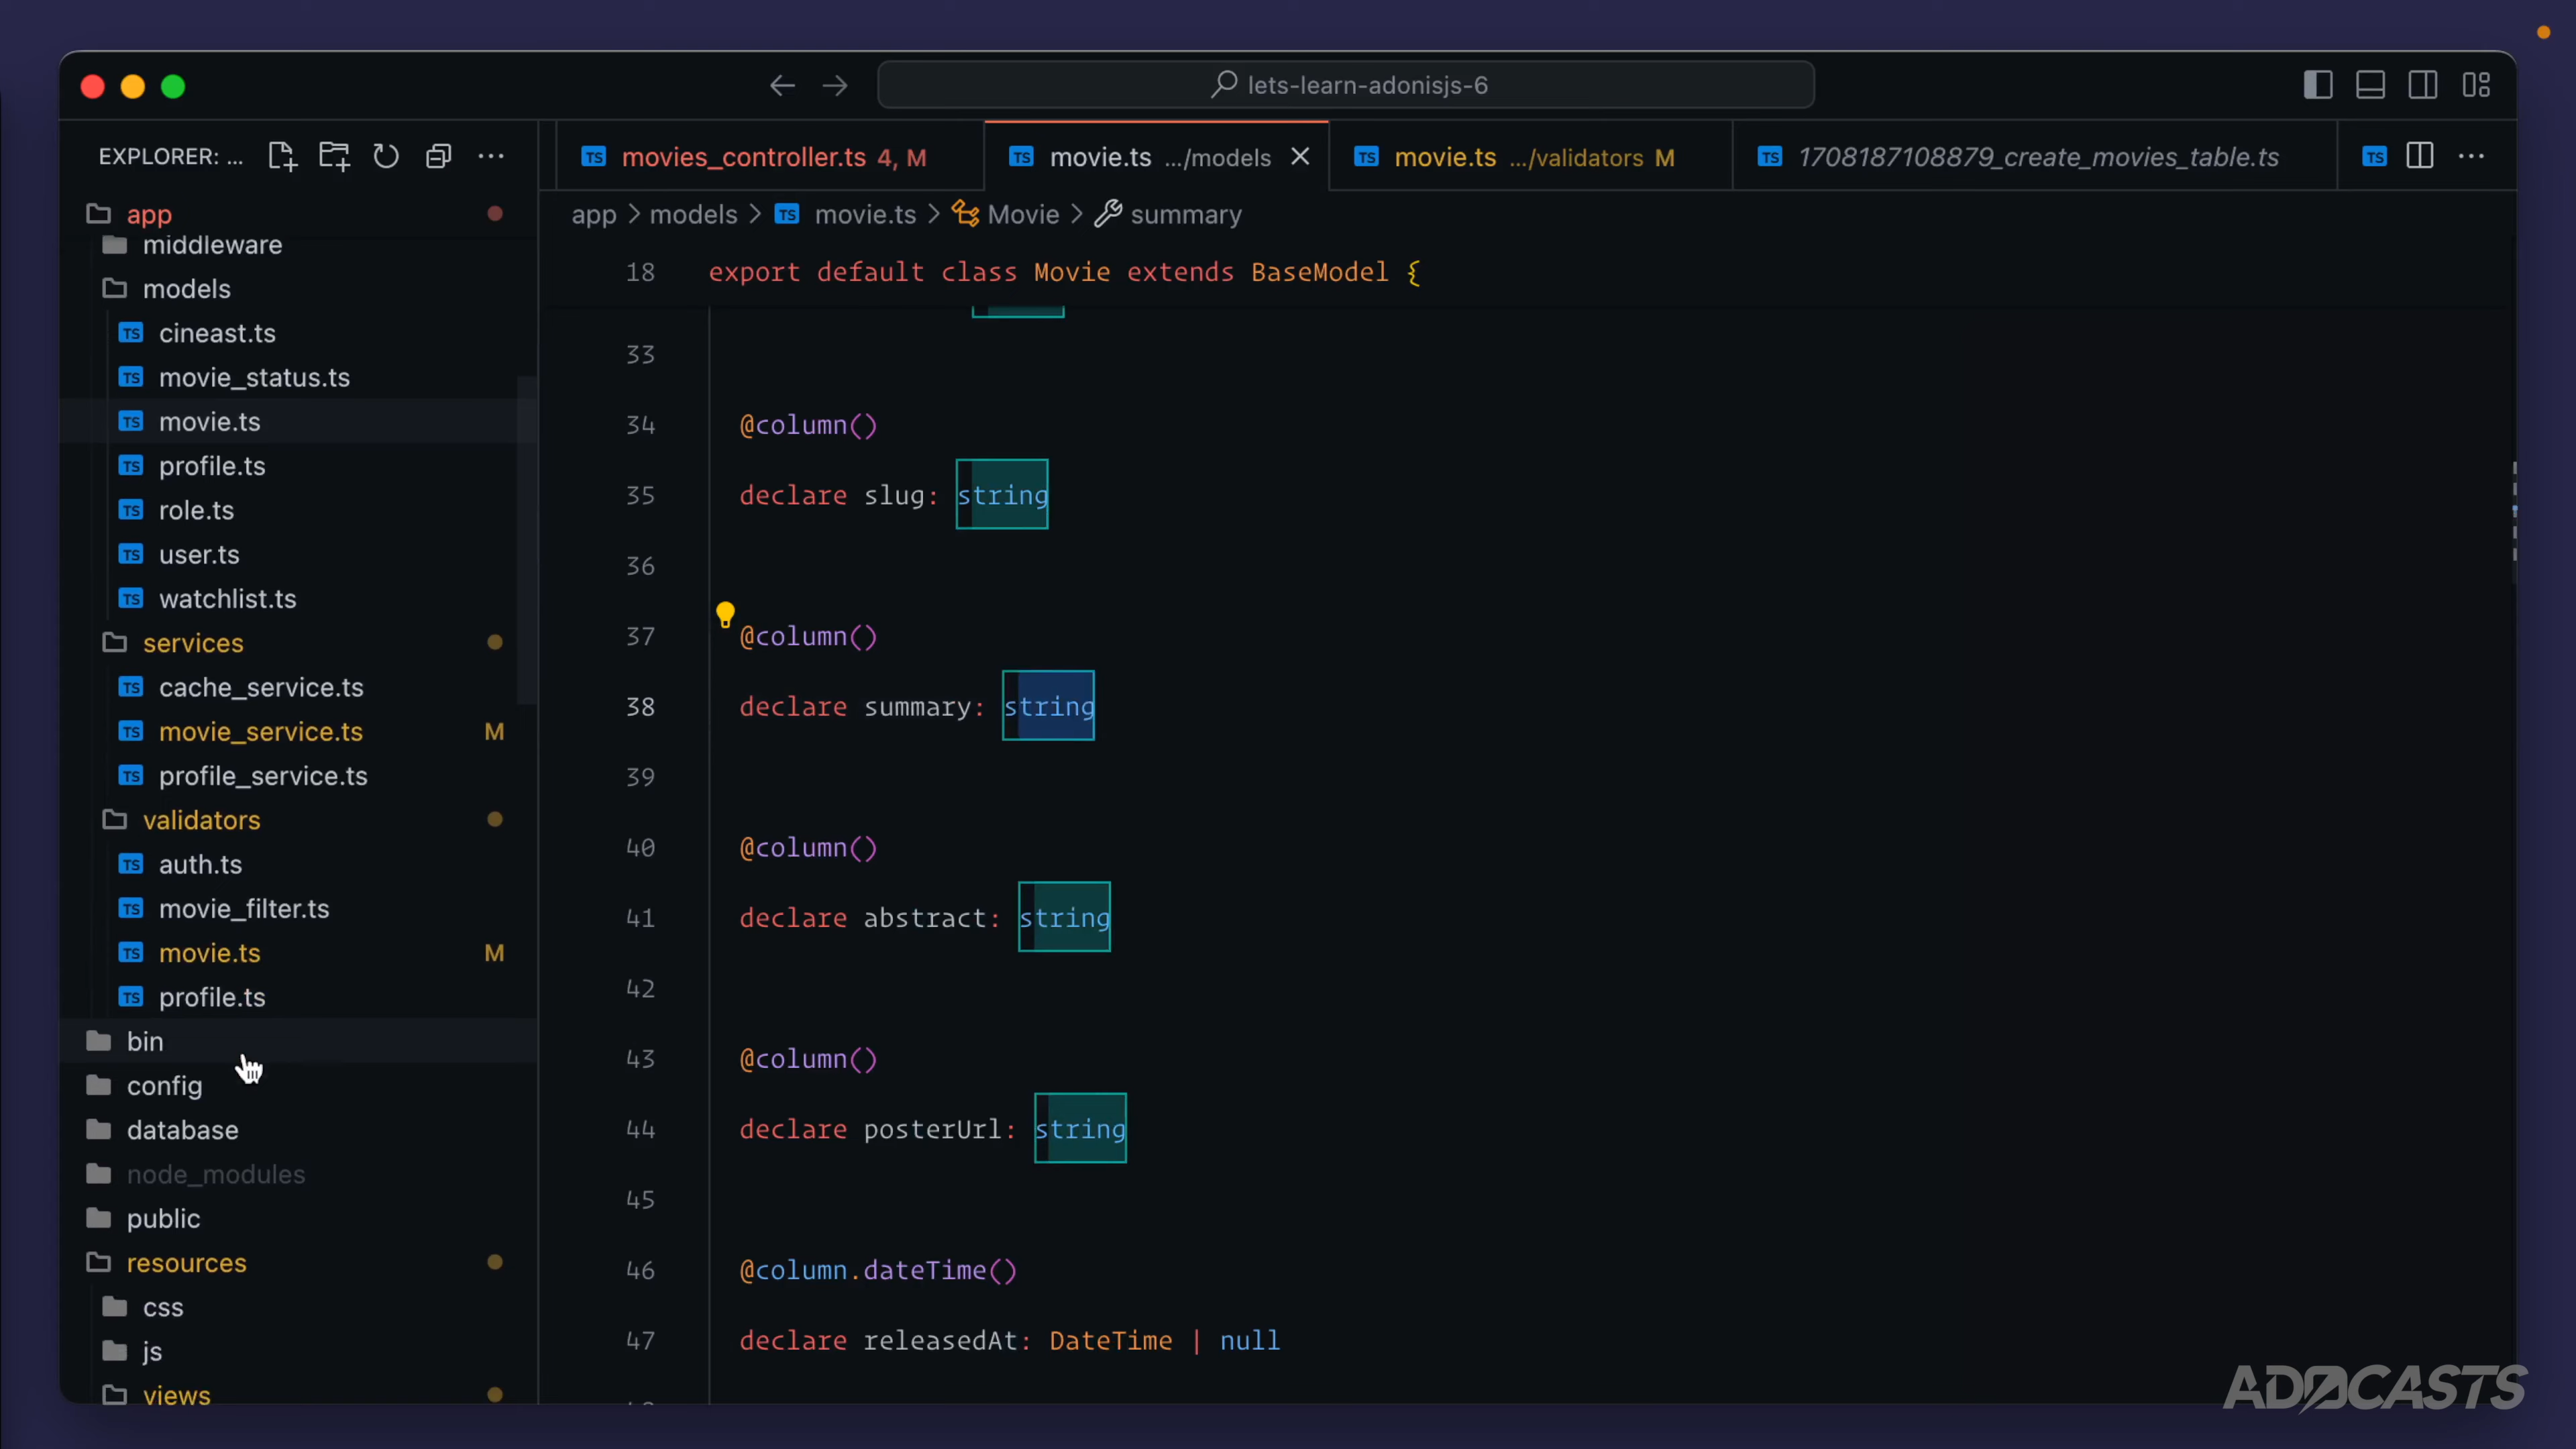 lets-learn-adonisjs-6
EXPLORER: ...
movies_controller.ts 4, M
movie.ts .../models
movie.ts .../validators M
1708187108879_create_movies_table.ts
app > models > movie.ts > Movie > summary
app
middleware
models
cineast.ts
movie_status.ts
movie.ts
profile.ts
role.ts
user.ts
watchlist.ts
services
cache_service.ts
movie_service.ts M
profile_service.ts
validators
auth.ts
movie_filter.ts
movie.ts M
profile.ts
bin
config
database
node_modules
public
resources
css
js
views
18 export default class Movie extends BaseModel {
33
34 @column()
35 declare slug: string
36
37 @column()
38 declare summary: string
39
40 @column()
41 declare abstract: string
42
43 @column()
44 declare posterUrl: string
45
46 @column.dateTime()
47 declare releasedAt: DateTime | null
ADOCASTS